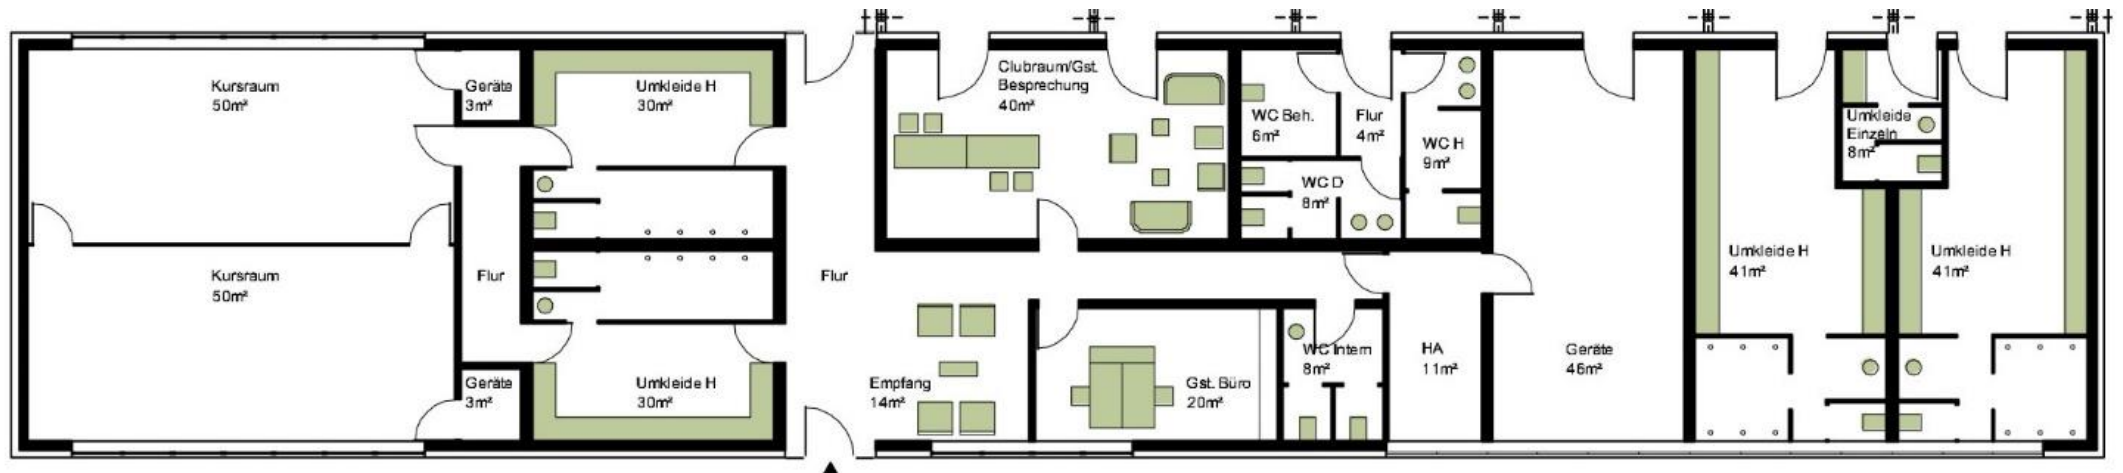 Kursraum
50m²
Geräte
3m²
Umkleide H
30m²
Clubraum/Gst.
Besprechung
40m²
WC Beh.
6m²
Flur
4m²
WC H
9m²
WC D
8m²
Umkleide
Einzeln
8m²
Kursraum
50m²
Flur
Flur
Umkleide H
41m²
Umkleide H
41m²
Geräte
3m²
Umkleide H
30m²
Empfang
14m²
Gst. Büro
20m²
WC Intern
8m²
HA
11m²
Geräte
46m²